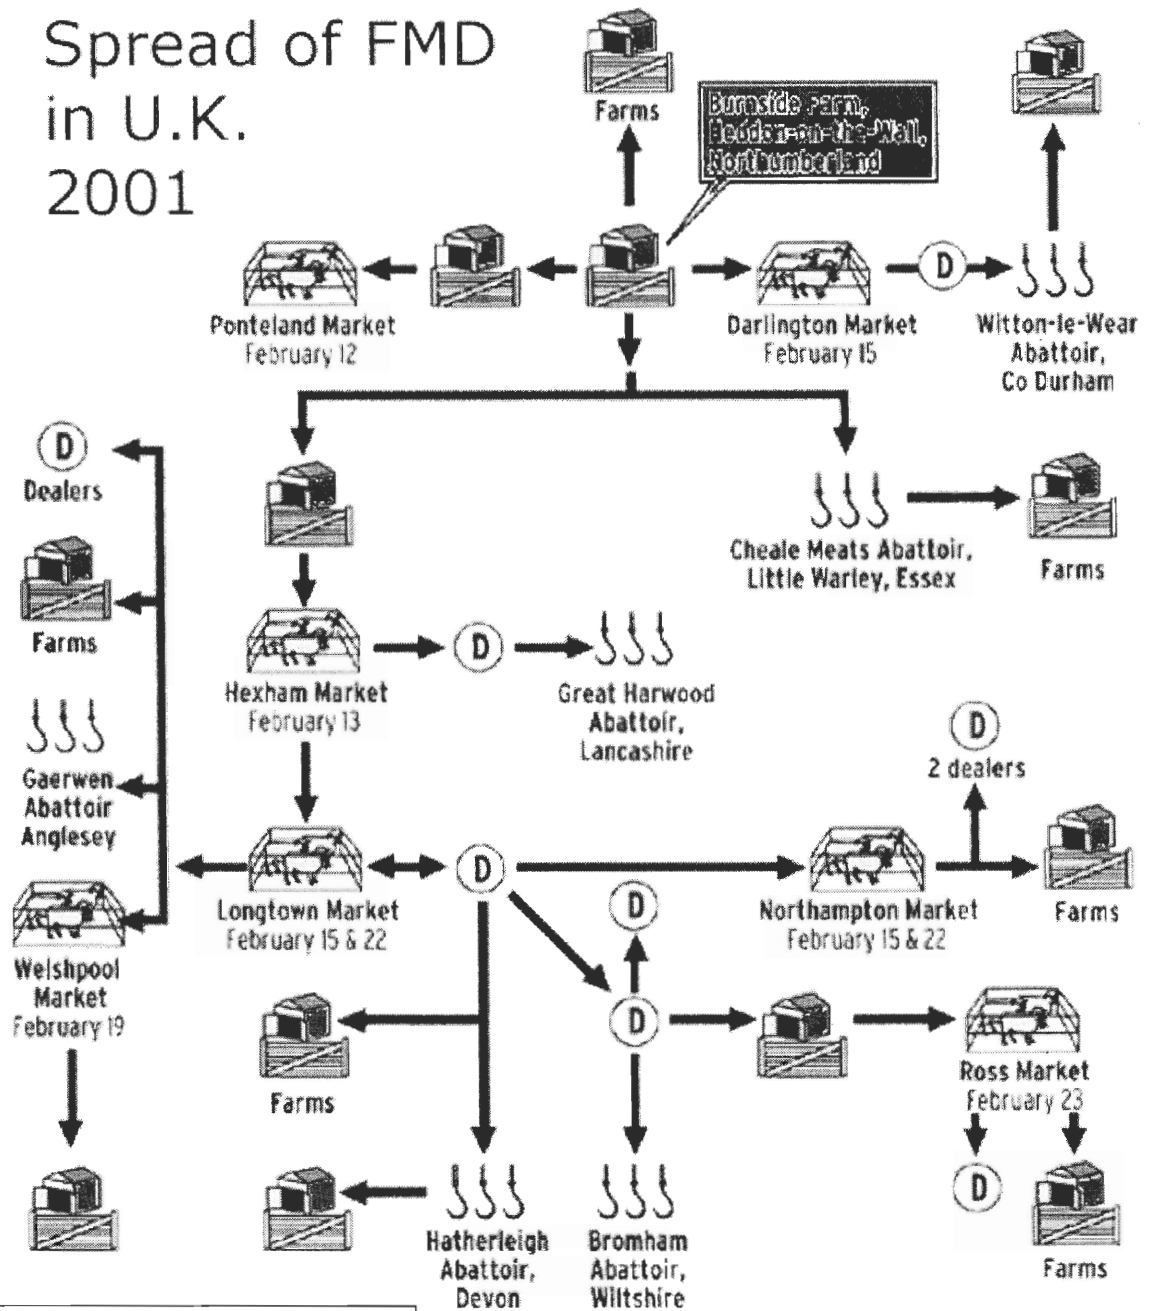 Spread of FMD
in U.K.
2001
Farms
Burnside Farm,
Heddon-on-the-Wall,
Northumberland
Ponteland Market
February 12
Darlington Market
February 15
D
Witton-le-Wear
Abattoir,
Co Durham
D
Dealers
Farms
Gaerwen
Abattoir
Anglesey
Welshpool
Market
February 19
Cheale Meats Abattoir,
Little Warley, Essex
Farms
Hexham Market
February 13
D
Great Harwood
Abattoir,
Lancashire
D
2 dealers
Longtown Market
February 15 & 22
D
Northampton Market
February 15 & 22
Farms
D
D
Farms
Ross Market
February 23
D
Farms
Hatherleigh
Abattoir,
Devon
Bromham
Abattoir,
Wiltshire